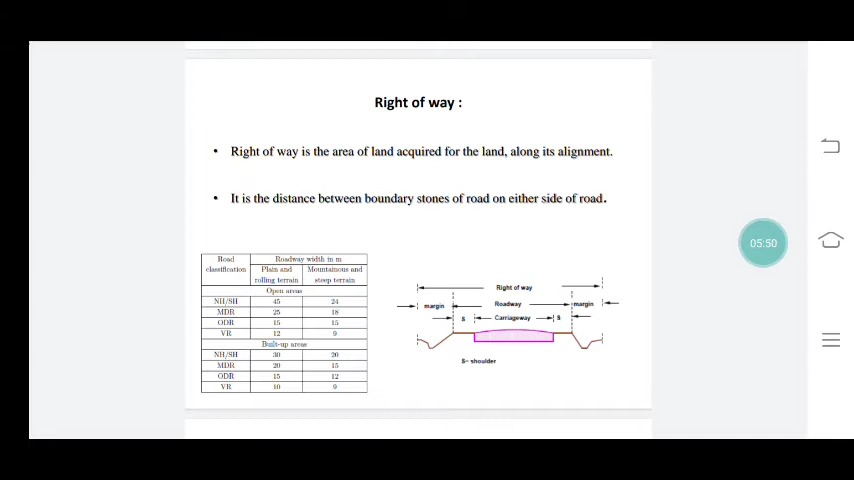 Right of way :
• Right of way is the area of land acquired for the land, along its alignment.
• It is the distance between boundary stones of road on either side of road.
05:50
Road classification Roadway width in m
Plain and rolling terrain Mountainous and steep terrain
Open areas
NH/SH 45 24
MDR 25 18
ODR 15 15
VR 12 9
Built-up areas
NH/SH 30 20
MDR 20 15
ODR 15 12
VR 10 9
Right of way
margin Roadway margin
S Carriageway S
S= shoulder